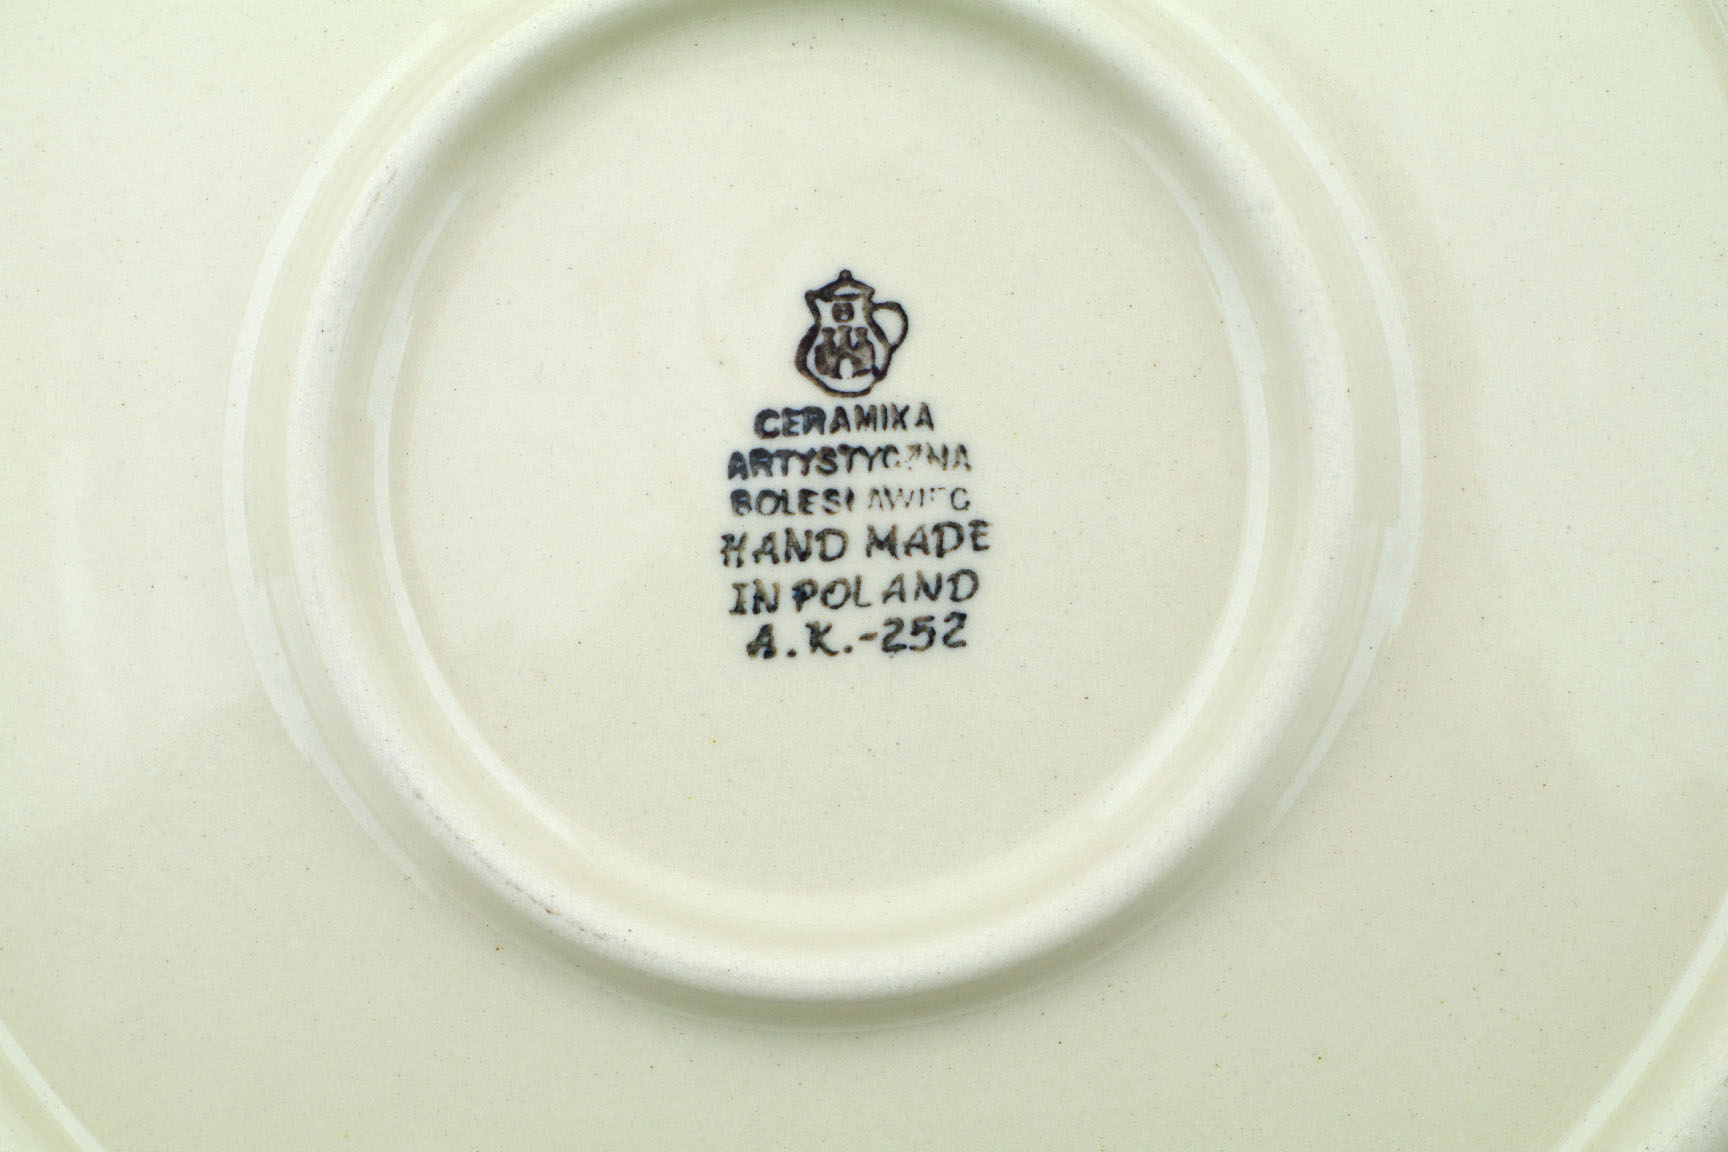 B
CERAMIKA
ARTYSTYCZNA
BOLESŁAWIEC
HAND MADE
IN POLAND
A.K.-252